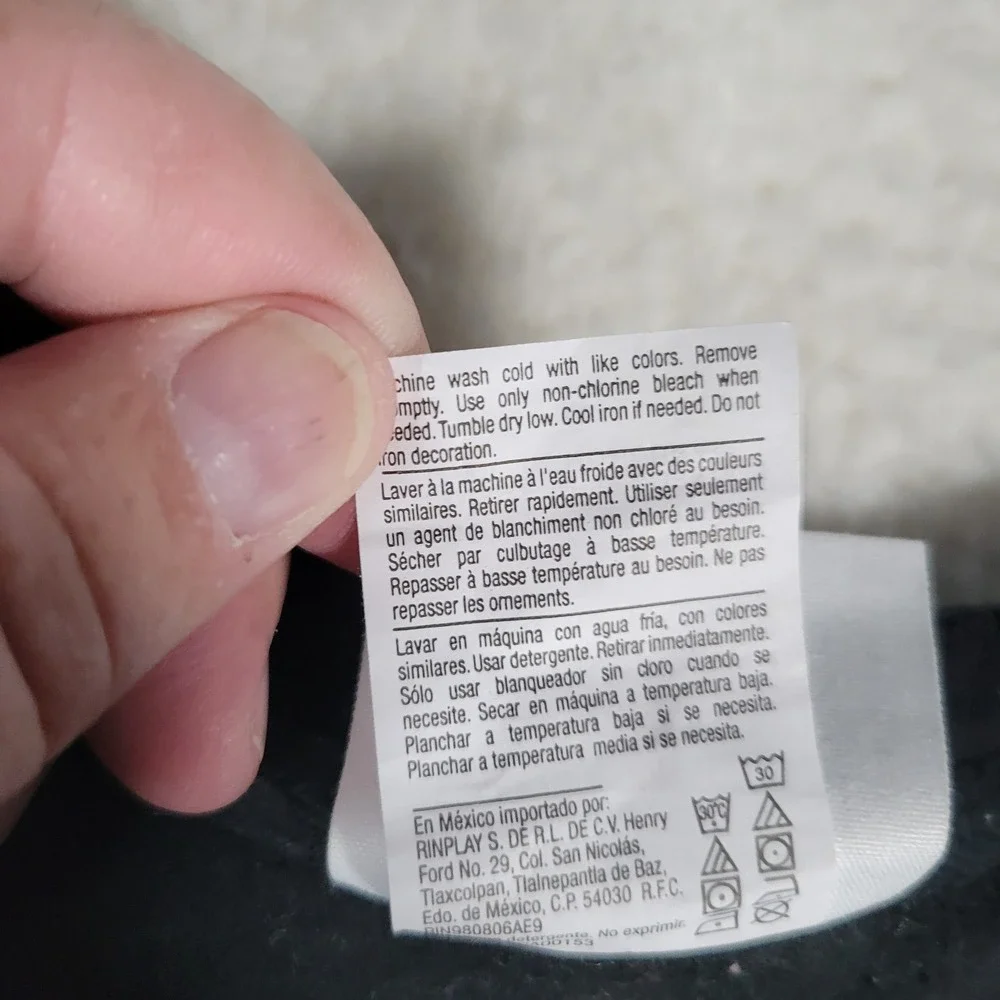 chine wash cold with like colors. Remove
mptly. Use only non-chlorine bleach when
eded. Tumble dry low. Cool iron if needed. Do not
ron decoration.
Laver à la machine à l'eau froide avec des couleurs
similaires. Retirer rapidement. Utiliser seulement
un agent de blanchiment non chloré au besoin.
Sécher par culbutage à basse température.
Repasser à basse température au besoin. Ne pas
repasser les ornements.
Lavar en máquina con agua fría, con colores
similares. Usar detergente. Retirar inmediatamente.
Sólo usar blanqueador sin cloro cuando se
necesite. Secar en máquina a temperatura baja.
Planchar a temperatura baja si se necesita.
Planchar a temperatura media si se necesita.
30
30°C
En México importado por:
RINPLAY S. DE R.L. DE C.V. Henry
Ford No. 29, Col. San Nicolás,
Tlaxcolpan, Tlalnepantla de Baz,
Edo. de México, C.P. 54030 R.F.C.
RIN980806AE9
detergente. No exprimir.